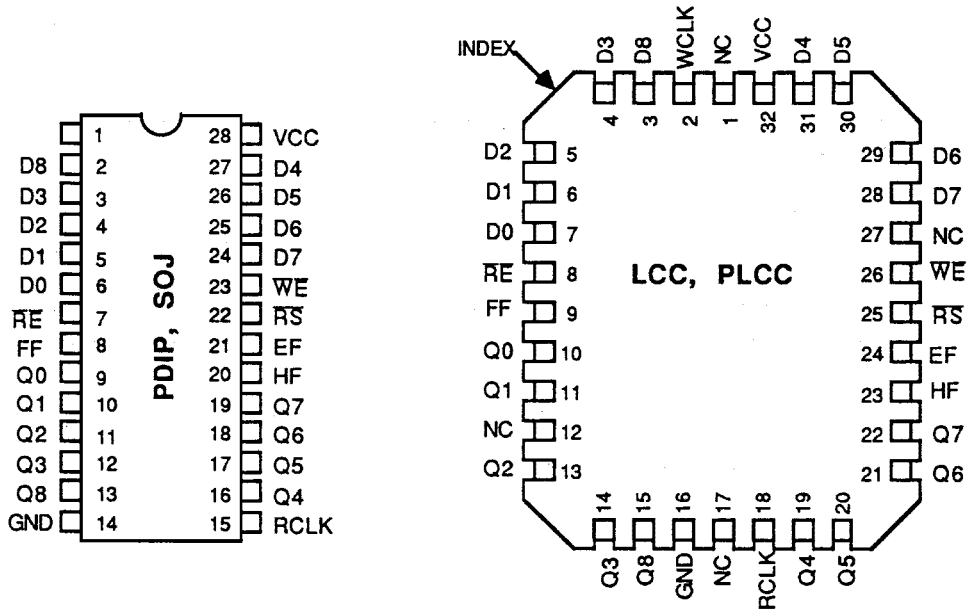 PDIP, SOJ
1 28 VCC
D8 2 27 D4
D3 3 26 D5
D2 4 25 D6
D1 5 24 D7
D0 6 23 WE
RE 7 22 RS
FF 8 21 EF
Q0 9 20 HF
Q1 10 19 Q7
Q2 11 18 Q6
Q3 12 17 Q5
Q8 13 16 Q4
GND 14 15 RCLK
INDEX
D3 D8 WCLK NC VCC D4 D5
4 3 2 1 32 31 30
D2 5 29 D6
D1 6 28 D7
D0 7 27 NC
RE 8 26 WE
LCC, PLCC
FF 9 25 RS
Q0 10 24 EF
Q1 11 23 HF
NC 12 22 Q7
Q2 13 21 Q6
14 15 16 17 18 19 20
Q3 Q8 GND NC RCLK Q4 Q5